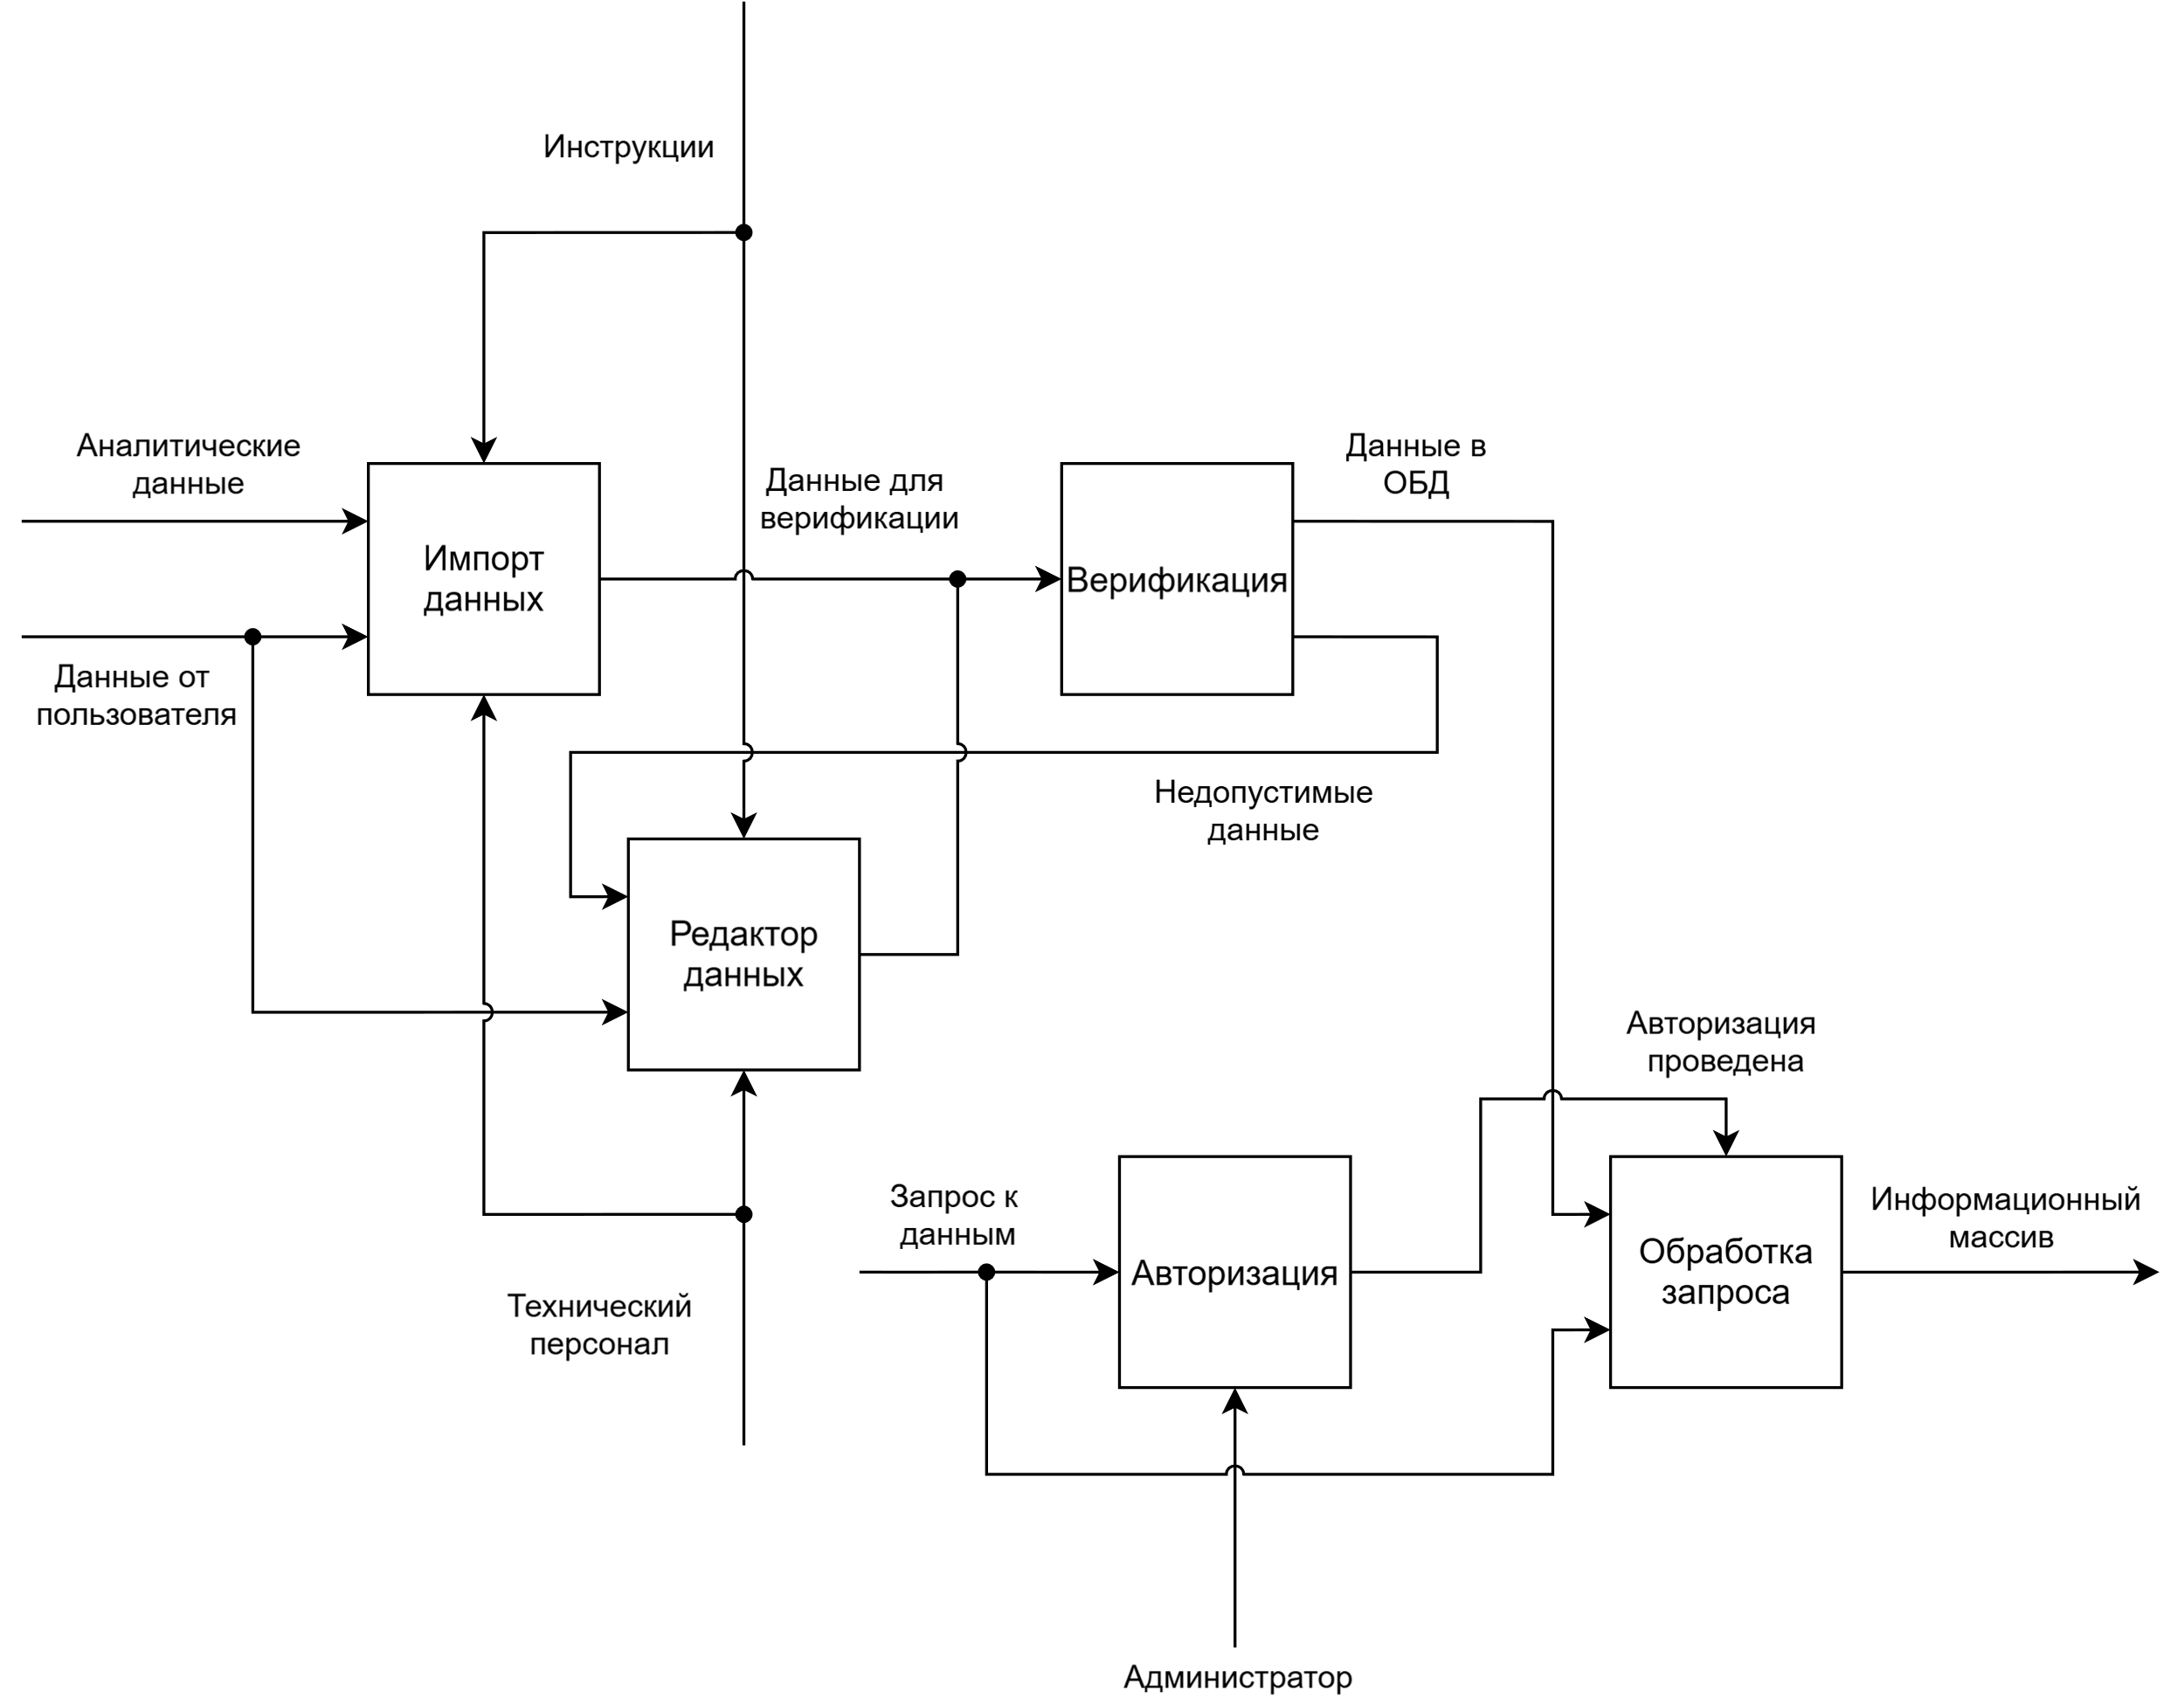 Инструкции
Аналитические
данные
Данные для
верификации
Данные в
ОБД
Импорт
данных
Верификация
Данные от
пользователя
Недопустимые
данные
Редактор
данных
Авторизация
проведена
Запрос к
данным
Авторизация
Обработка
запроса
Информационный
массив
Технический
персонал
Администратор